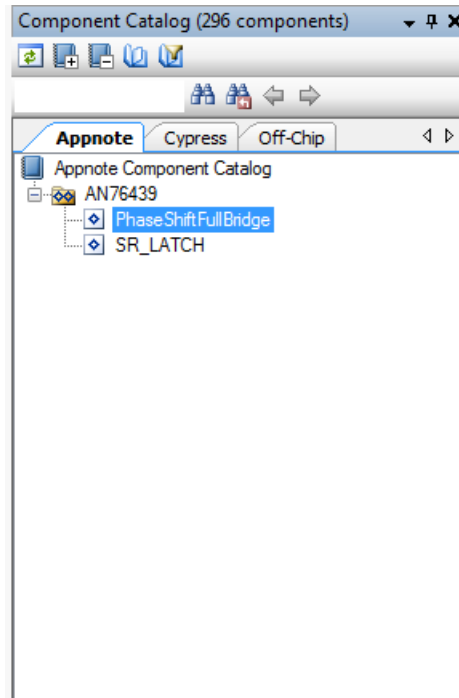 Component Catalog (296 components)
Appnote Cypress Off-Chip
Appnote Component Catalog
AN76439
PhaseShiftFullBridge
SR_LATCH